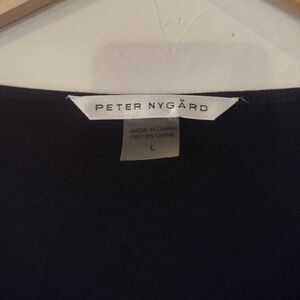 PETER NYGÅRD
MADE IN CHINA
FAIT EN CHINE
L